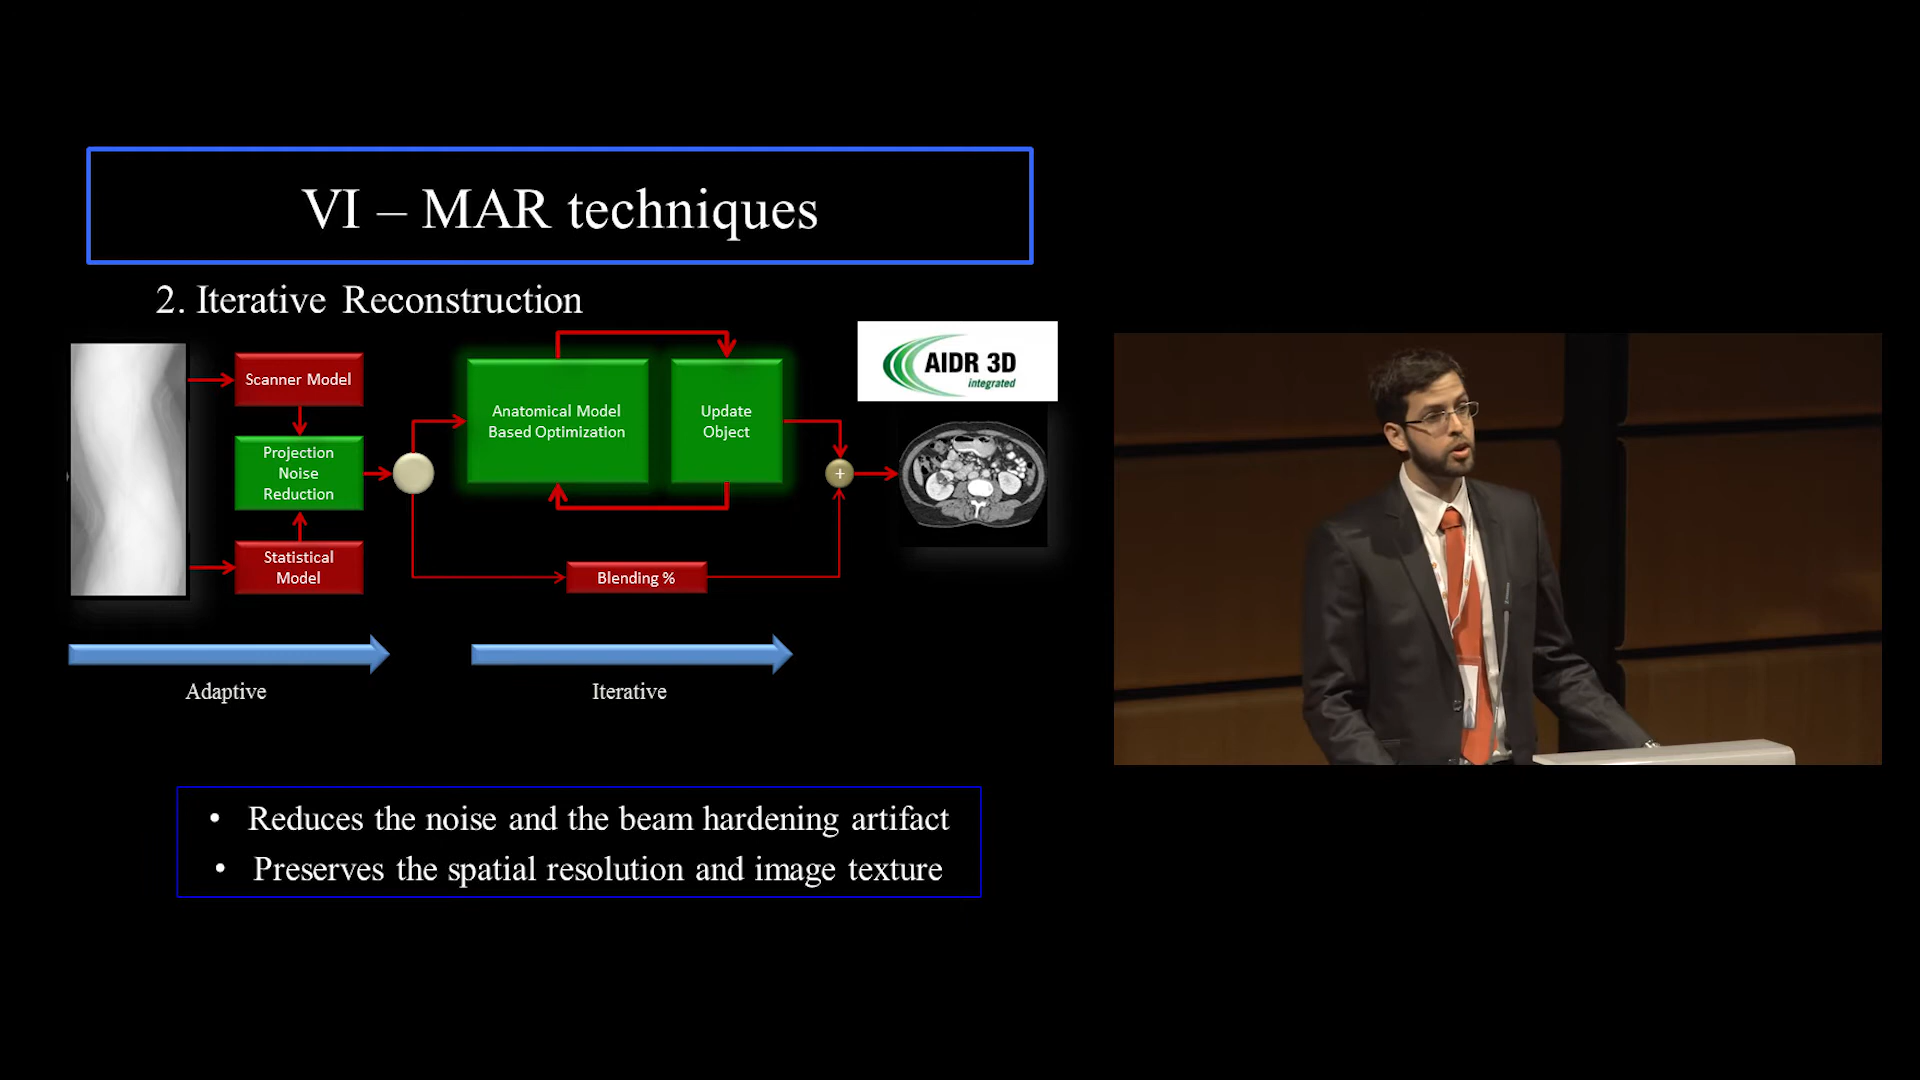 VI – MAR techniques
2. Iterative Reconstruction
Scanner Model
Projection
Noise
Reduction
Statistical
Model
Anatomical Model
Based Optimization
Update
Object
+
Blending %
AIDR 3D
integrated
Adaptive
Iterative
• Reduces the noise and the beam hardening artifact
• Preserves the spatial resolution and image texture